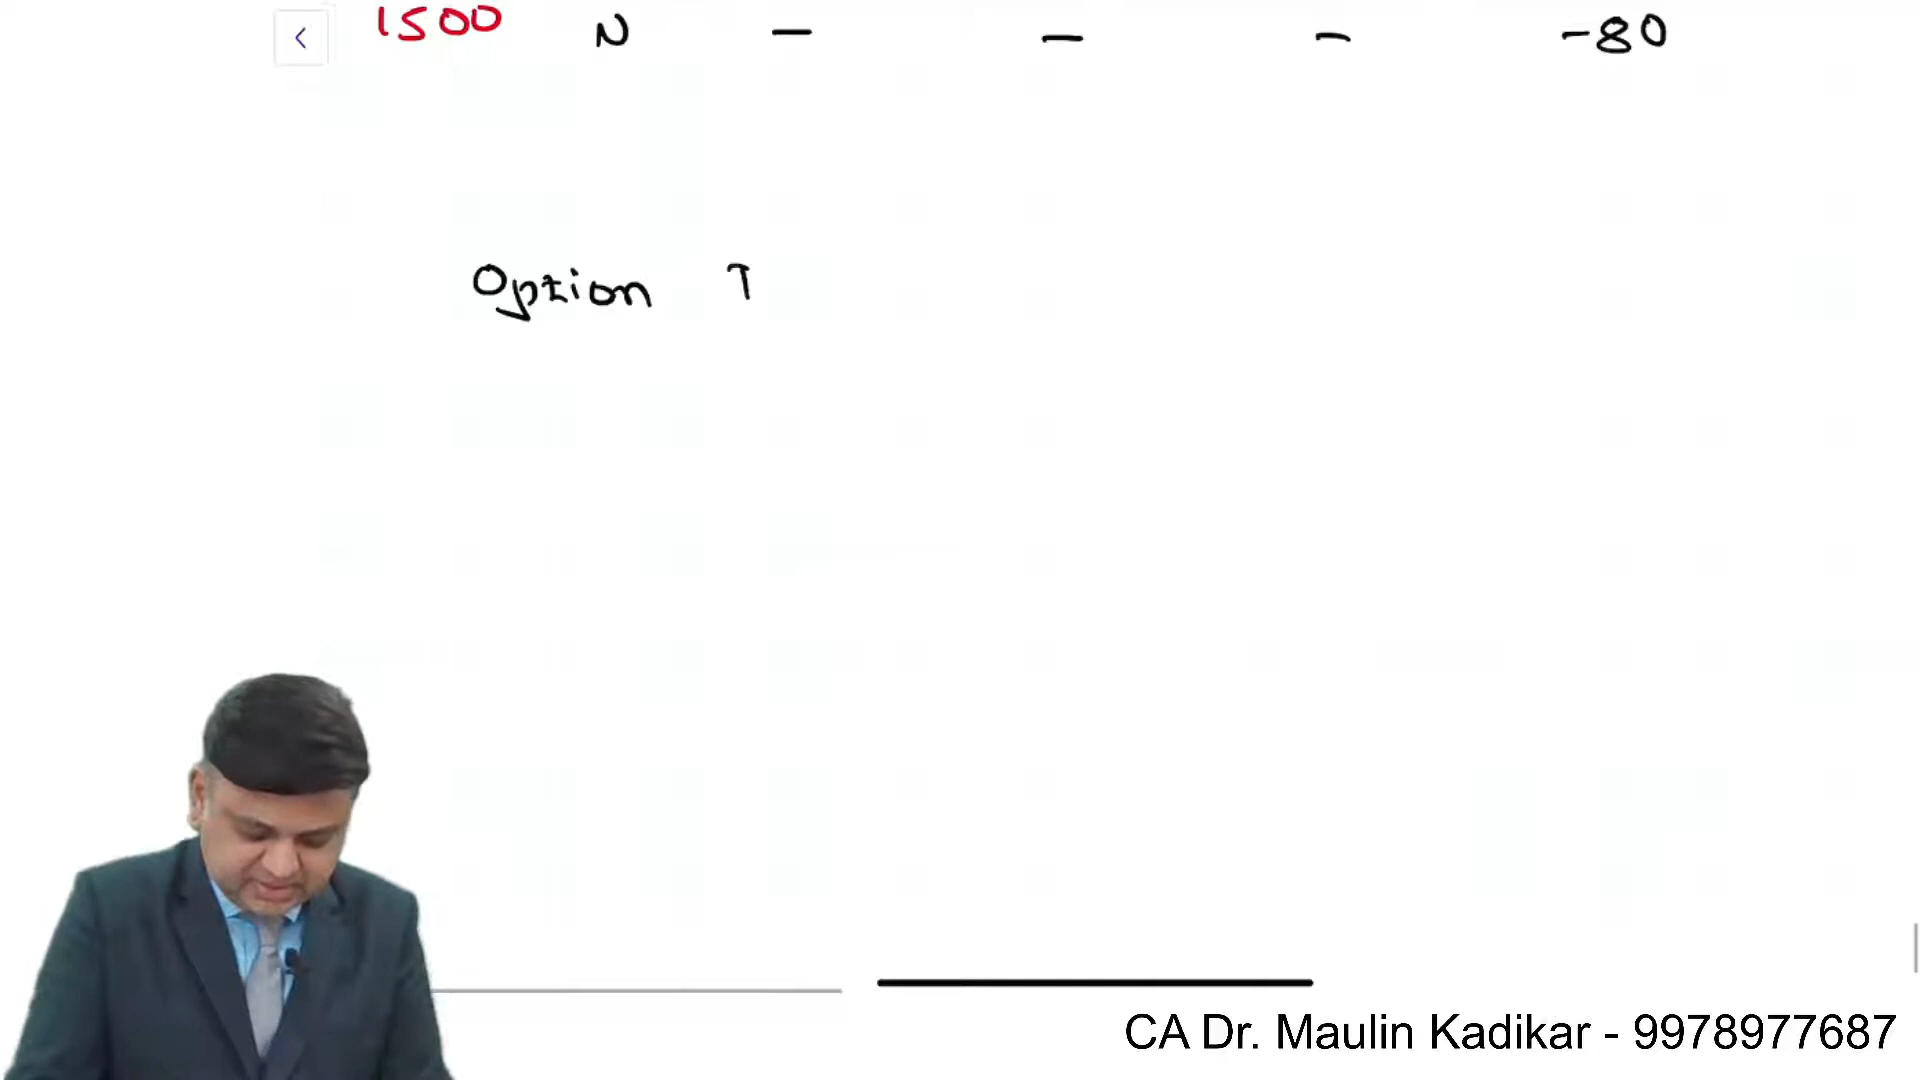 1500 N – – – -80
Option T
CA Dr. Maulin Kadikar - 9978977687